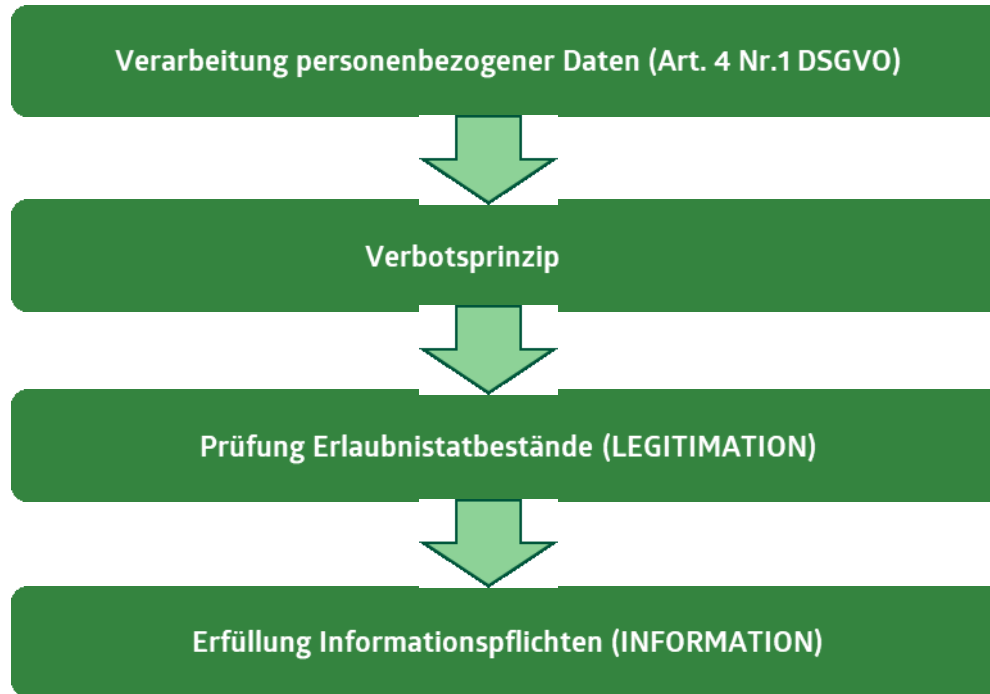 Verarbeitung personenbezogener Daten (Art. 4 Nr.1 DSGVO)
Verbotsprinzip
Prüfung Erlaubnistatbestände (LEGITIMATION)
Erfüllung Informationspflichten (INFORMATION)